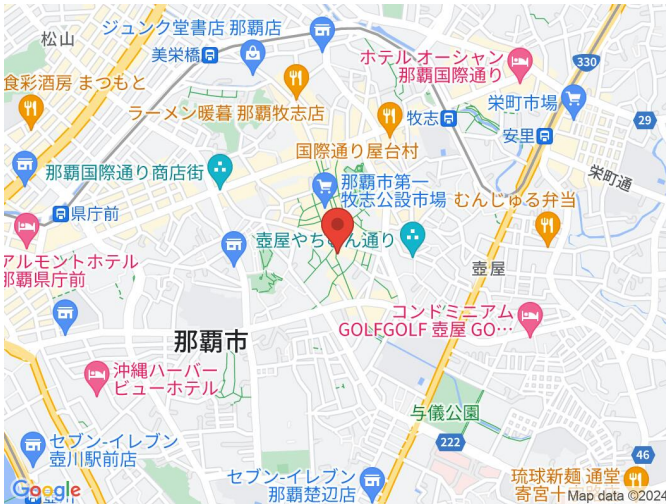 ジュンク堂書店 那覇店
松山
美栄橋
ホテル オーシャン
那覇国際通り
330
食彩酒房 まつもと
ラーメン暖暮 那覇牧志店
牧志
栄町市場
29
安里
国際通り屋台村
那覇国際通り商店街
那覇市第一
牧志公設市場
栄町通
むんじゅる弁当
県庁前
壺屋やちむん通り
アルモントホテル
那覇県庁前
壺屋
コンドミニアム
GOLFGOLF 壺屋 GO…
那覇市
沖縄ハーバー
ビューホテル
与儀公園
222
セブン-イレブン
壺川駅前店
46
セブン-イレブン
那覇楚辺店
琉球新麺 通堂
寄宮十
Google
Map data ©2024